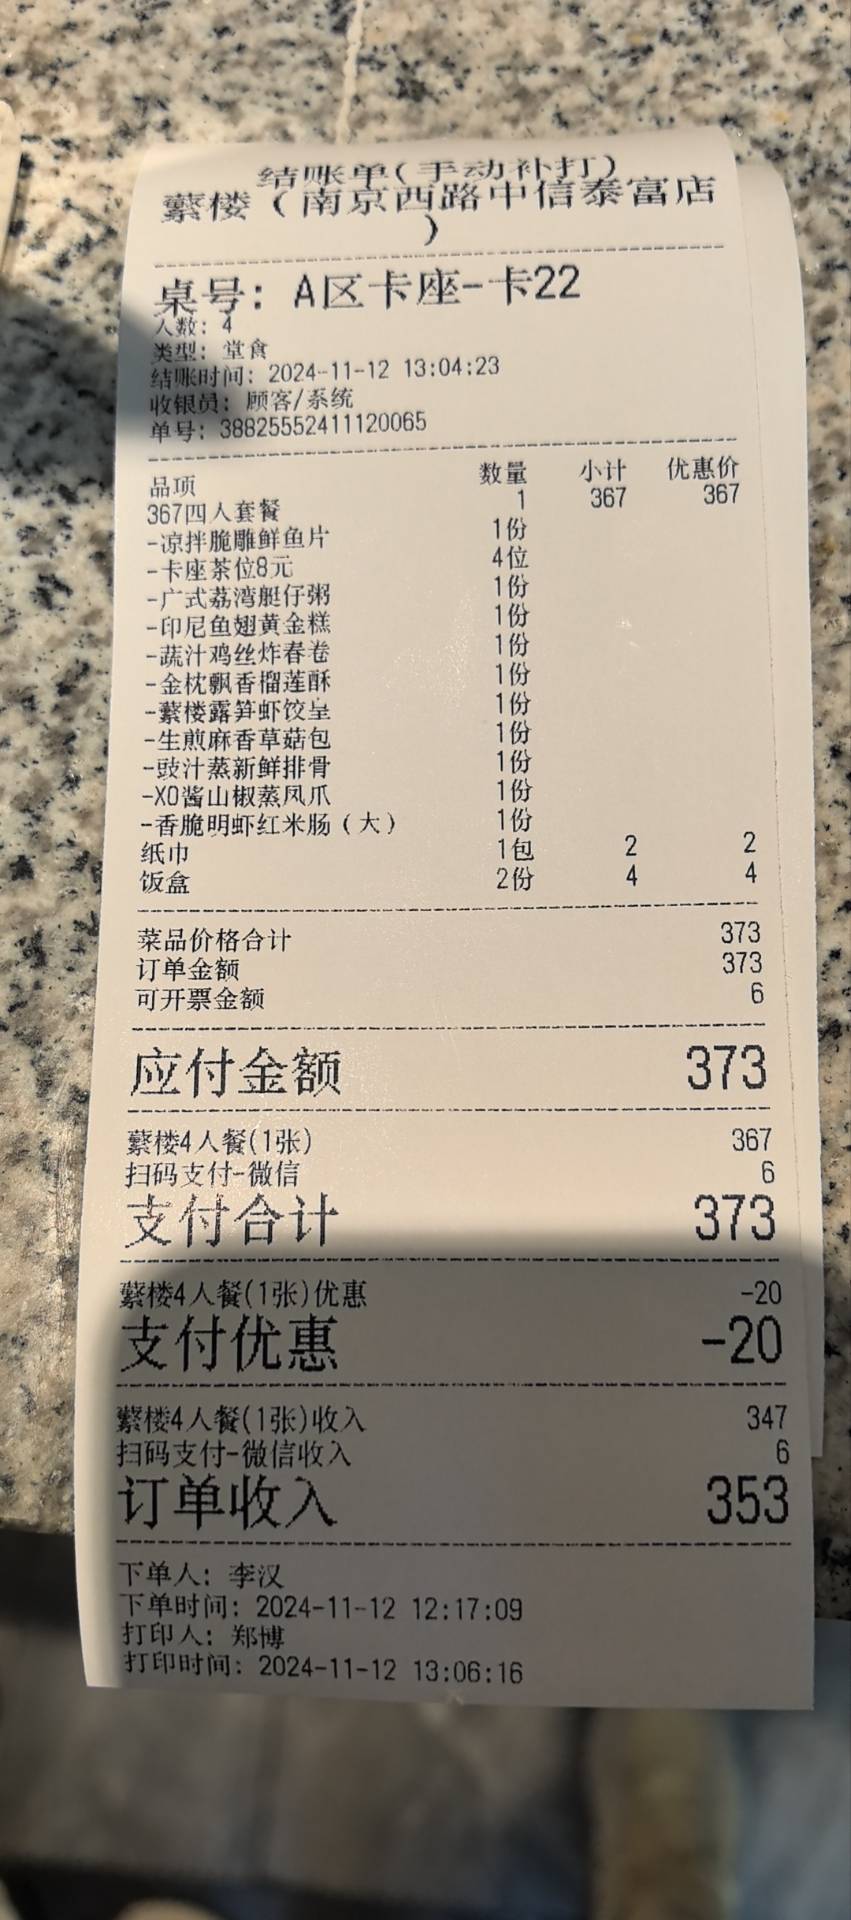 结账单(手动补打)
蘩楼（南京西路中信泰富店
）
桌号: A区卡座-卡22
人数: 4
类型: 堂食
结账时间: 2024-11-12 13:04:23
收银员: 顾客/系统
单号: 38825552411120065
品项 数量 小计 优惠价
367四人套餐 1 367 367
-凉拌脆雕鲜鱼片 1份
-卡座茶位8元 4位
-广式荔湾艇仔粥 1份
-印尼鱼翅黄金糕 1份
-蔬汁鸡丝炸春卷 1份
-金枕飘香榴莲酥 1份
-蘩楼露笋虾饺皇 1份
-生煎麻香草菇包 1份
-豉汁蒸新鲜排骨 1份
-XO酱山椒蒸凤爪 1份
-香脆明虾红米肠（大） 1份
纸巾 1包 2 2
饭盒 2份 4 4
菜品价格合计 373
订单金额 373
可开票金额 6
应付金额 373
蘩楼4人餐(1张) 367
扫码支付-微信 6
支付合计 373
蘩楼4人餐(1张)优惠 -20
支付优惠 -20
蘩楼4人餐(1张)收入 347
扫码支付-微信收入 6
订单收入 353
下单人: 李汉
下单时间: 2024-11-12 12:17:09
打印人: 郑博
打印时间: 2024-11-12 13:06:16